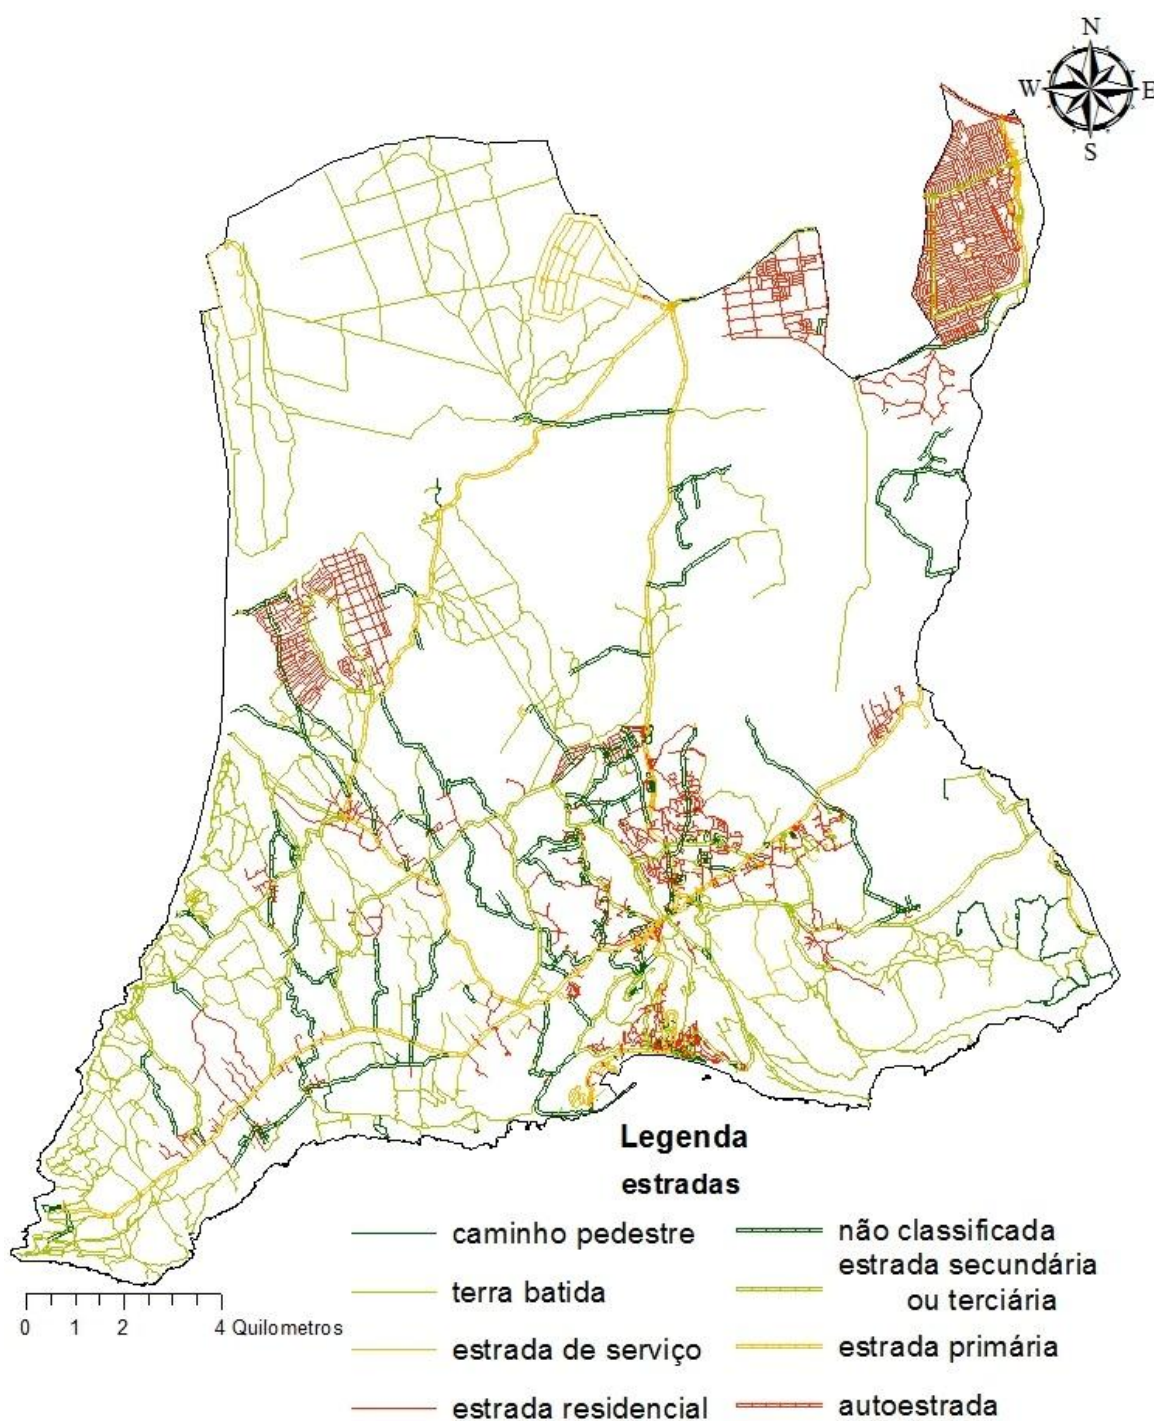 N
W E
S
Legenda
estradas
caminho pedestre
terra batida
estrada de serviço
estrada residencial
não classificada
estrada secundária
ou terciária
estrada primária
autoestrada
0 1 2 4 Quilometros